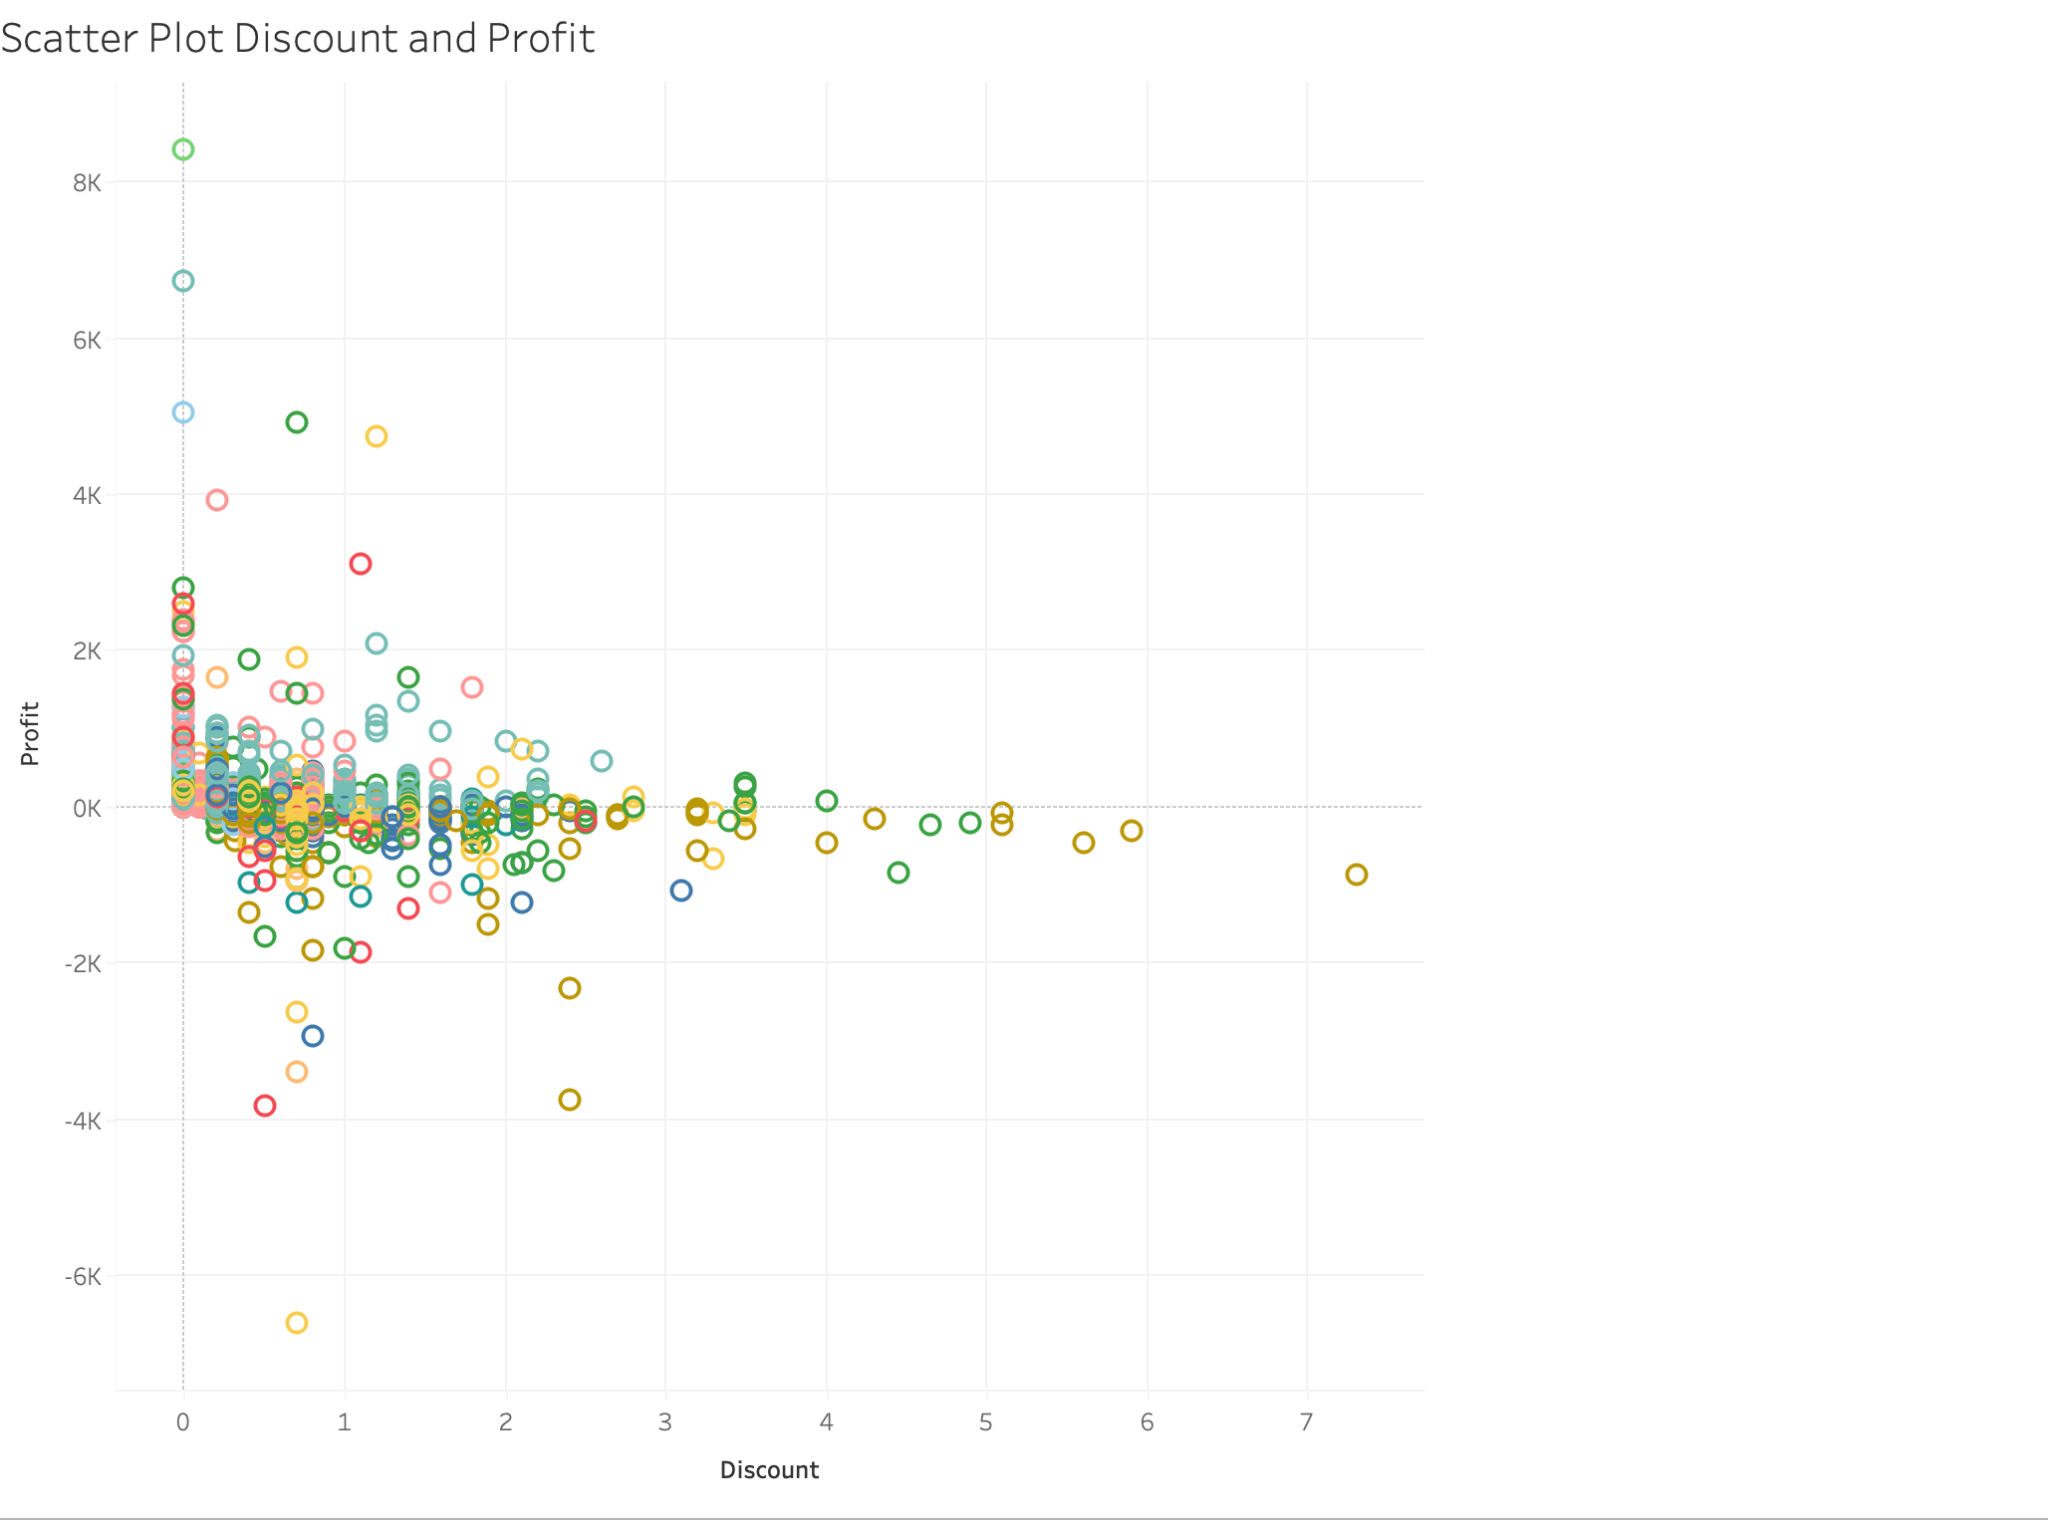 Scatter Plot Discount and Profit
8K
6K
4K
2K
0K
-2K
-4K
-6K
Profit
0 1 2 3 4 5 6 7
Discount